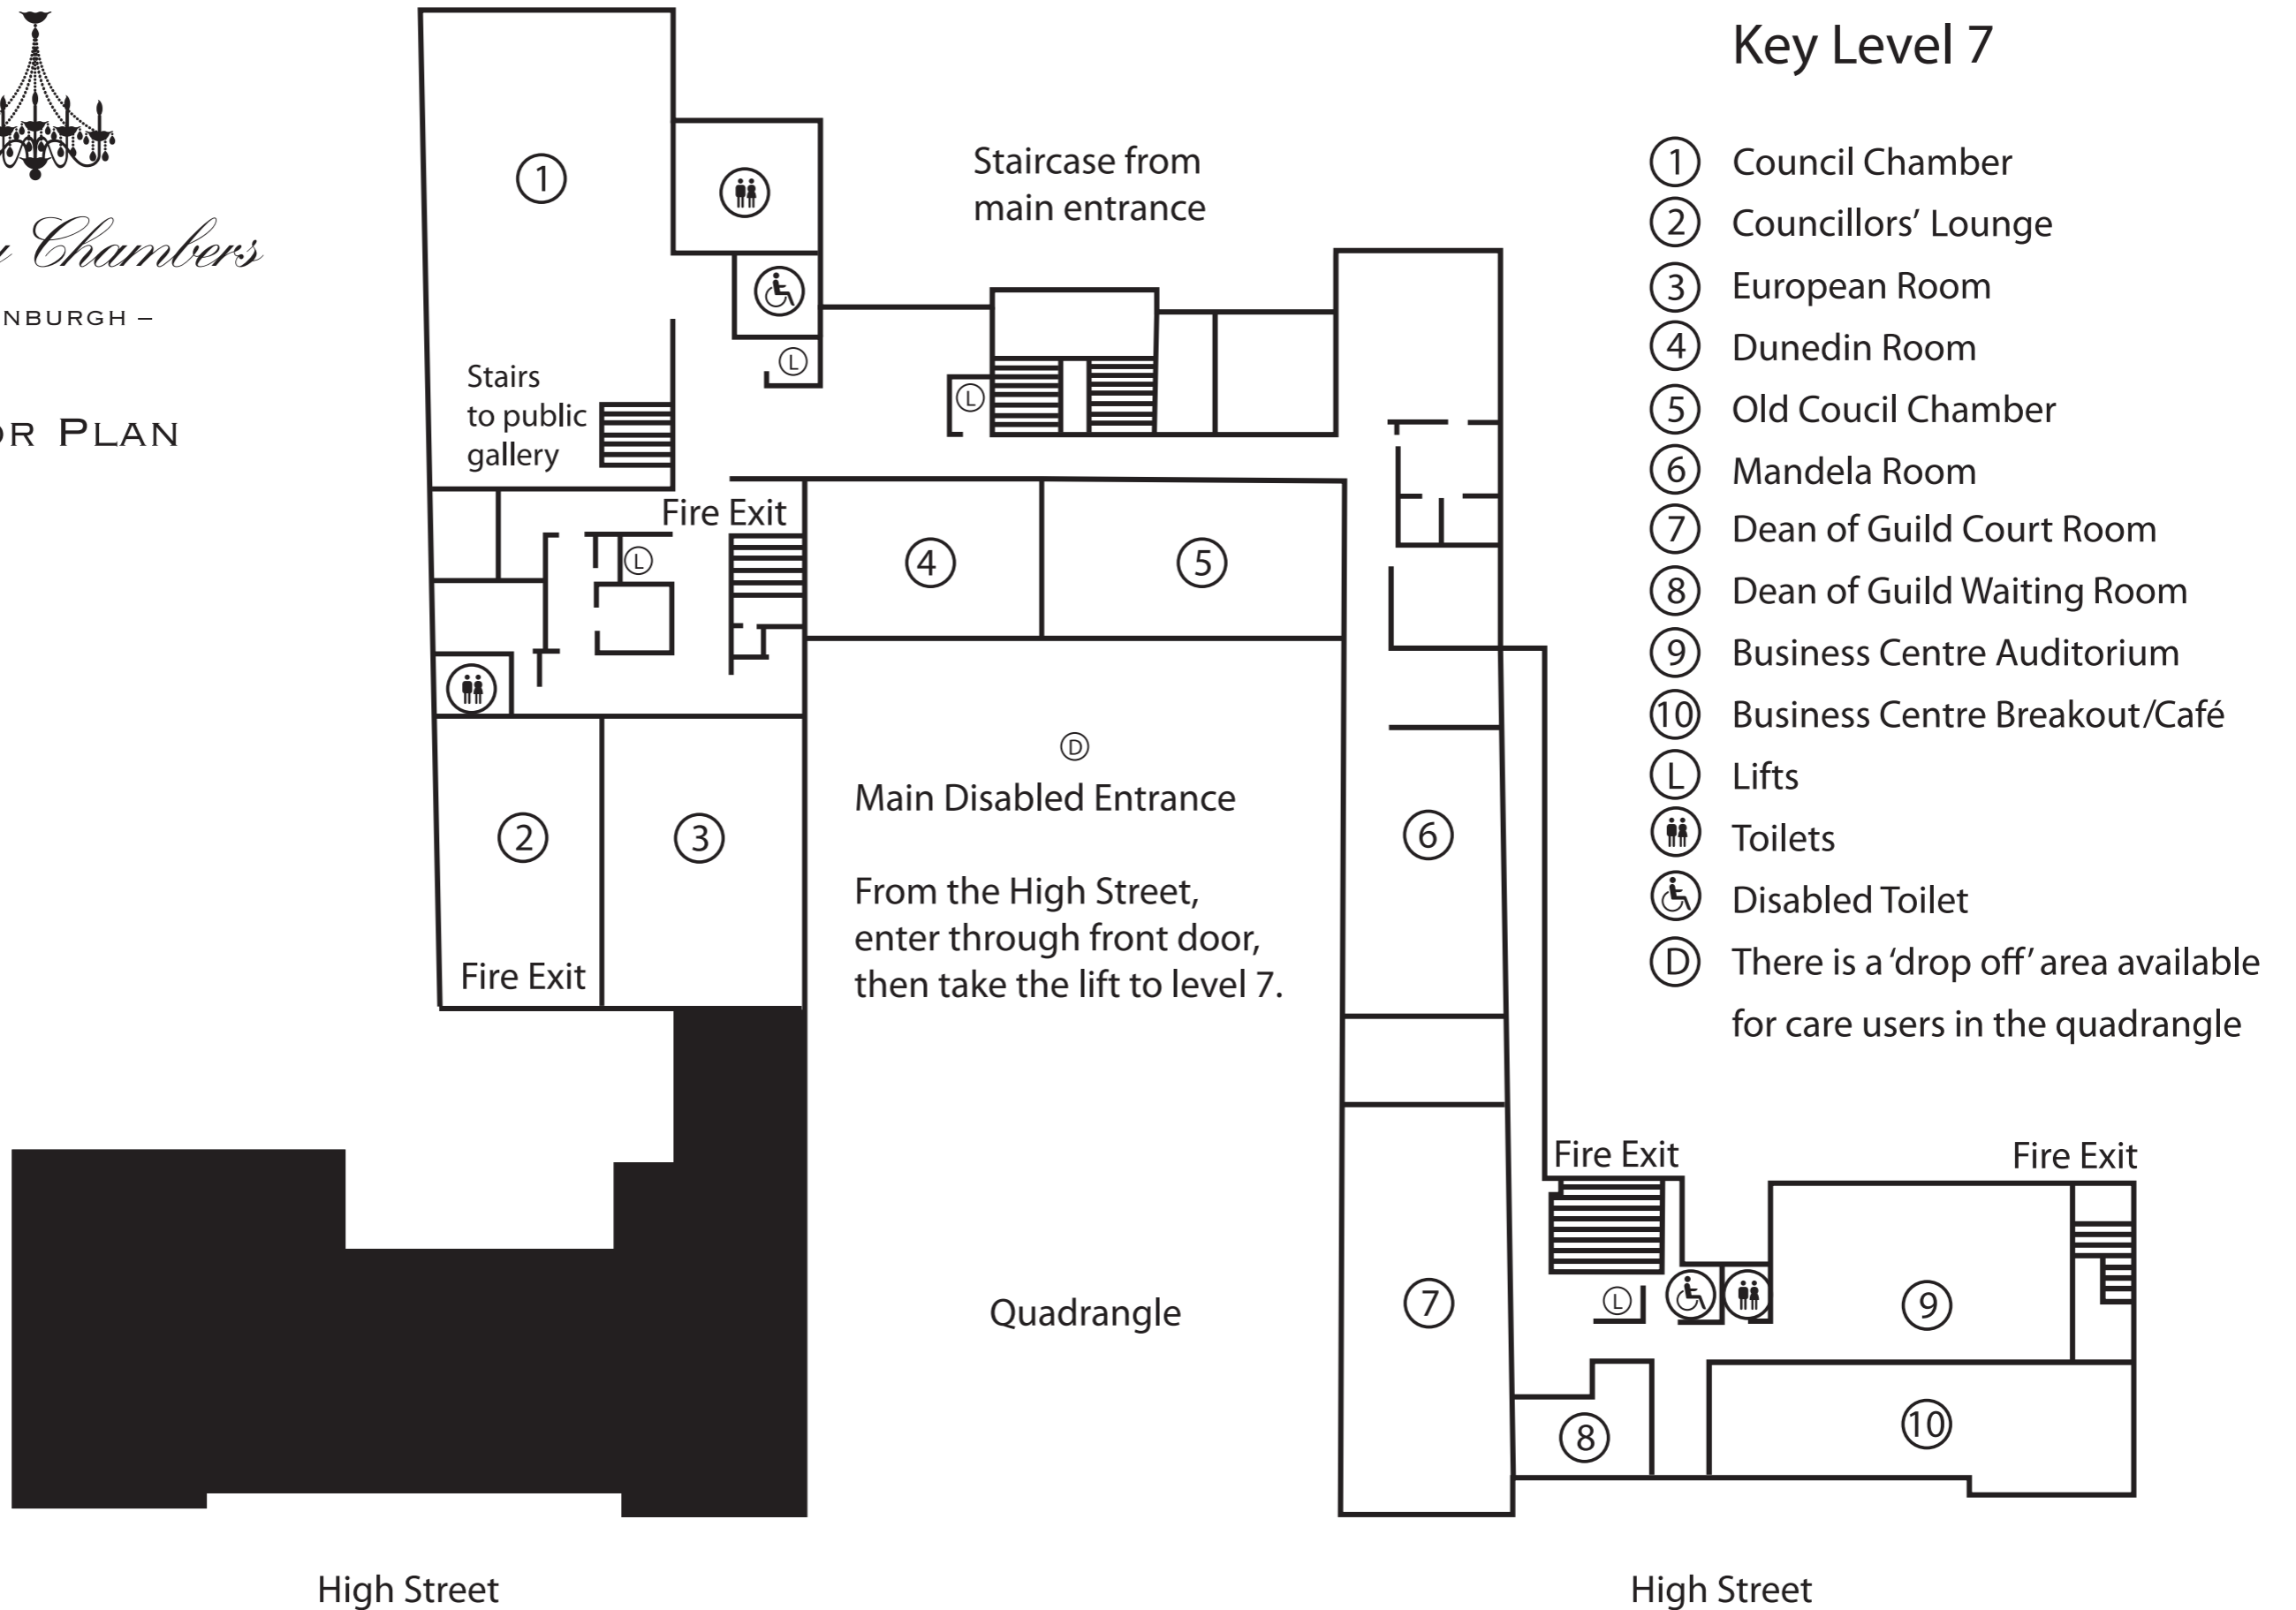 Chambers
Key Level 7
1 Council Chamber
2 Councillors’ Lounge
3 European Room
4 Dunedin Room
5 Old Coucil Chamber
6 Mandela Room
7 Dean of Guild Court Room
8 Dean of Guild Waiting Room
9 Business Centre Auditorium
10 Business Centre Breakout/Café
L Lifts
Toilets
Disabled Toilet
D There is a ‘drop off’ area available
for care users in the quadrangle
PLAN
1
Staircase from
main entrance
L
L
Stairs
to public
gallery
Fire Exit
L
4
5
D
Main Disabled Entrance
From the High Street,
enter through front door,
then take the lift to level 7.
2
3
6
Fire Exit
Fire Exit
Fire Exit
Quadrangle
7
L
9
8
10
High Street
High Street